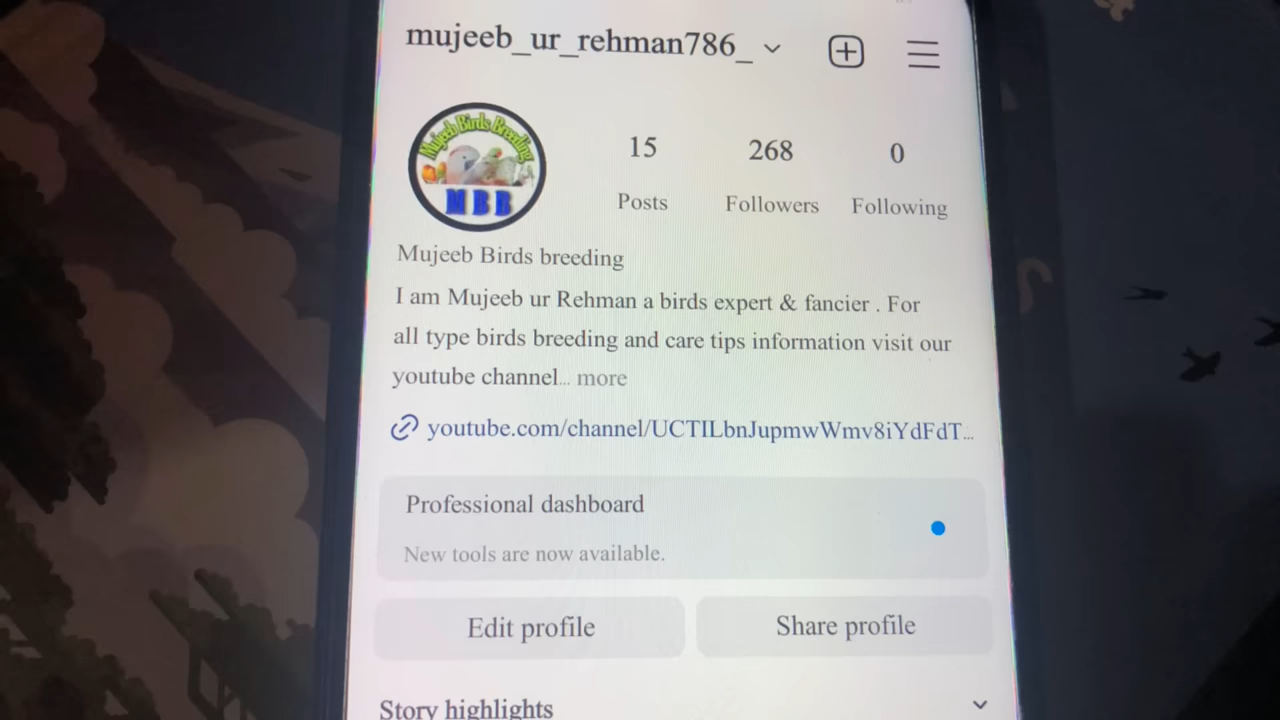 mujeeb_ur_rehman786_
Mujeeb Birds Breeding
MBB
15
268
0
Posts
Followers
Following
Mujeeb Birds breeding
I am Mujeeb ur Rehman a birds expert & fancier . For
all type birds breeding and care tips information visit our
youtube channel... more
youtube.com/channel/UCTILbnJupmwWmv8iYdFdT...
Professional dashboard
New tools are now available.
Edit profile
Share profile
Story highlights